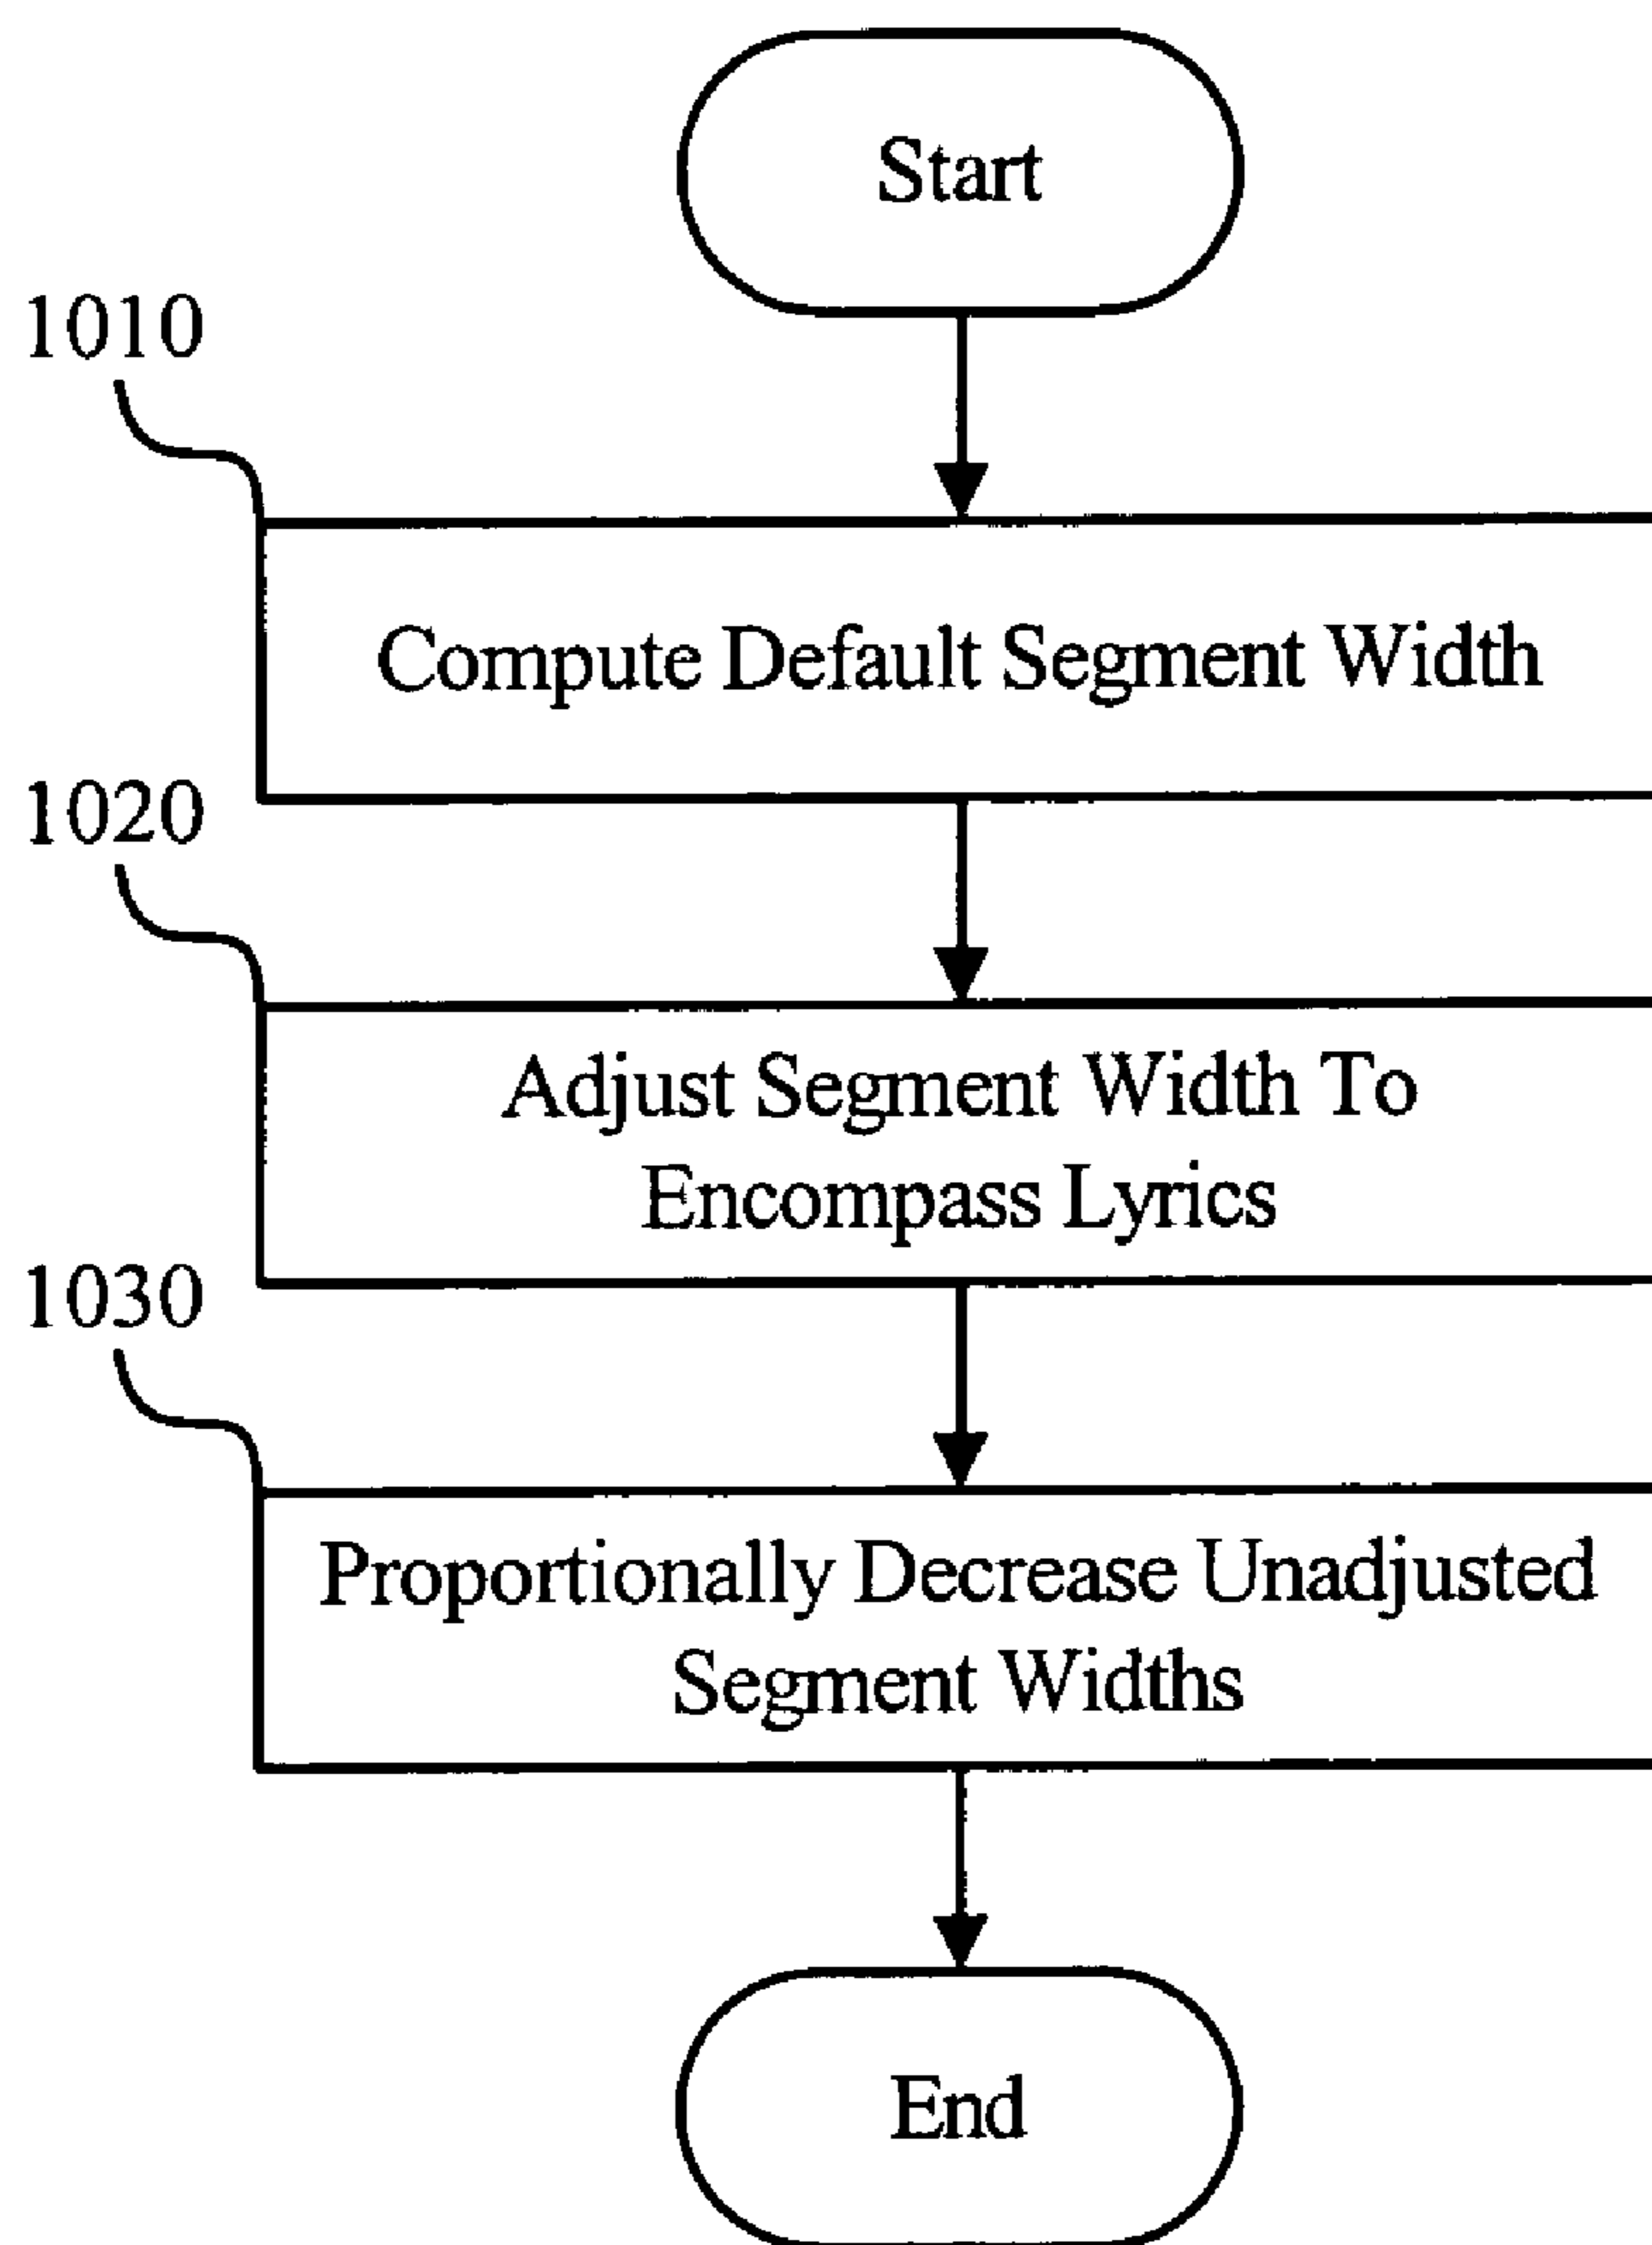 Start
1010
Compute Default Segment Width
1020
Adjust Segment Width To
Encompass Lyrics
1030
Proportionally Decrease Unadjusted
Segment Widths
End